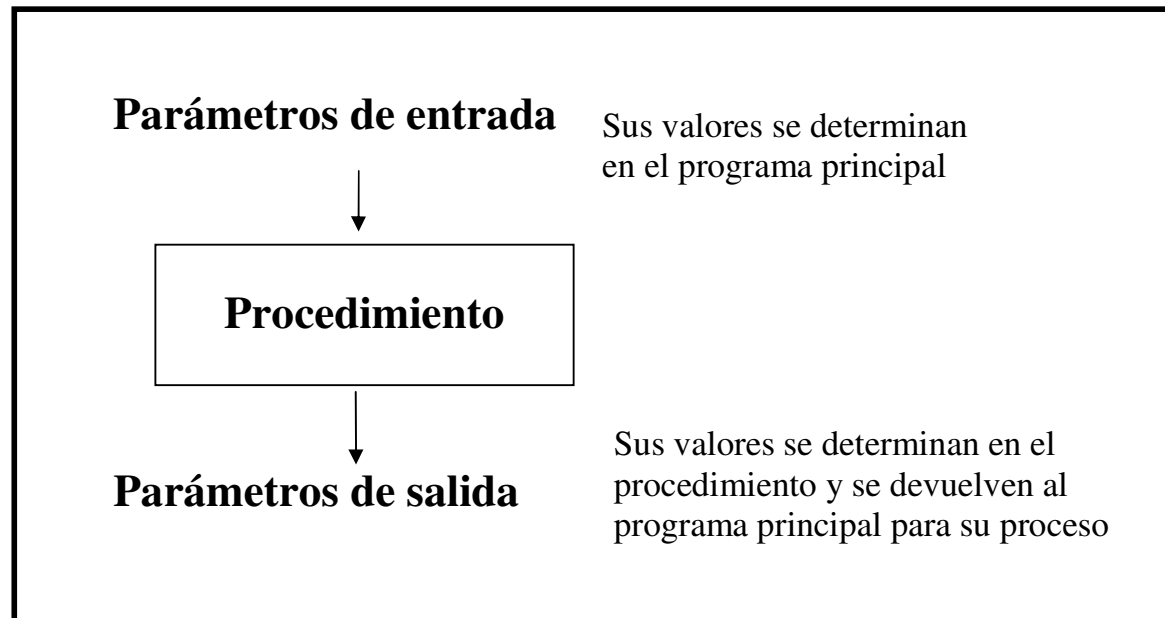 Parámetros de entrada
Sus valores se determinan
en el programa principal
Procedimiento
Parámetros de salida
Sus valores se determinan en el
procedimiento y se devuelven al
programa principal para su proceso